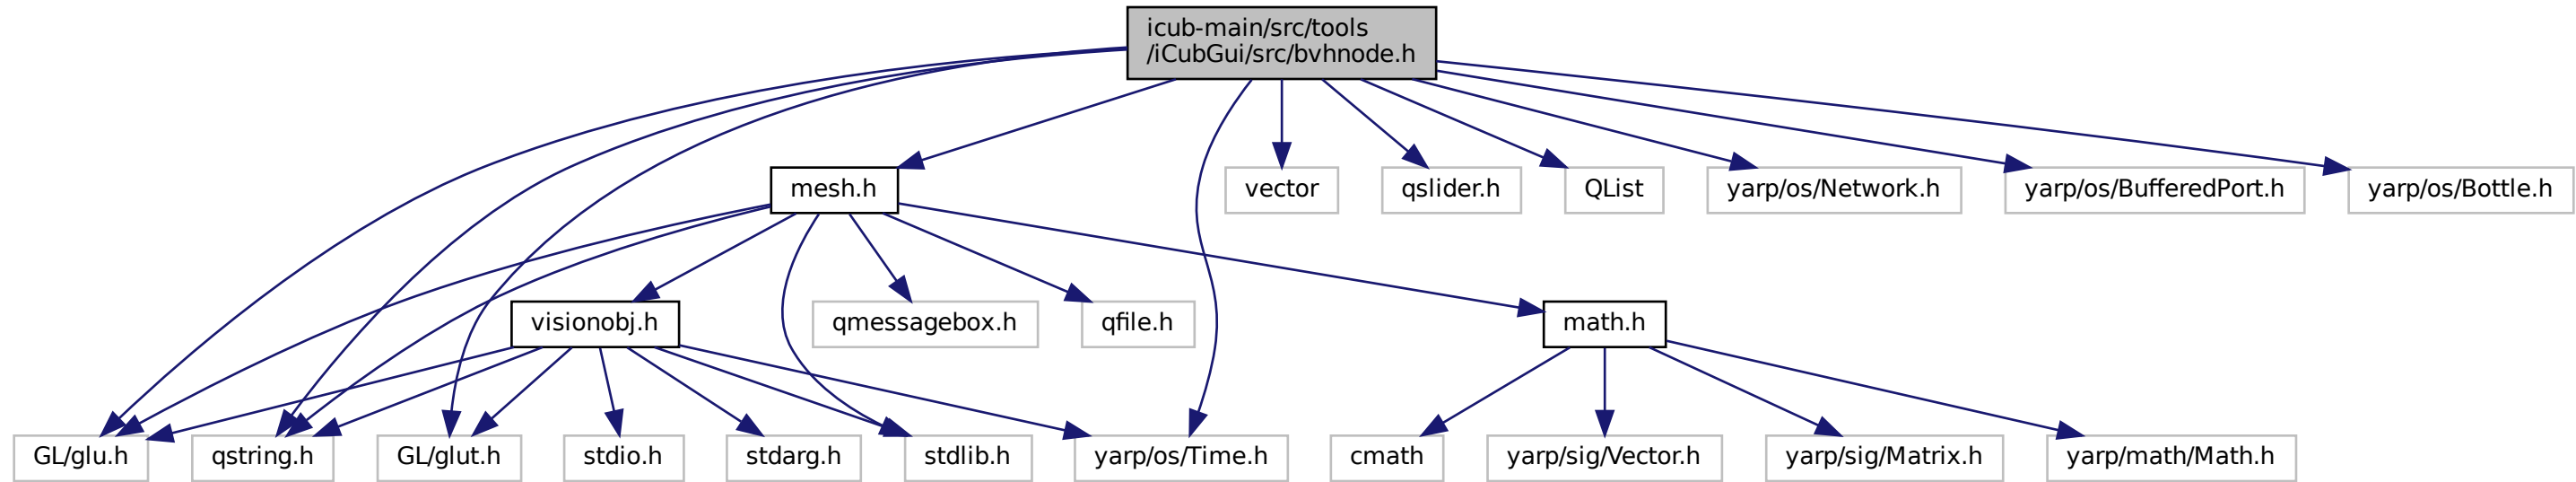 icub-main/src/tools
/iCubGui/src/bvhnode.h
mesh.h
vector
qslider.h
QList
yarp/os/Network.h
yarp/os/BufferedPort.h
yarp/os/Bottle.h
visionobj.h
qmessagebox.h
qfile.h
math.h
GL/glu.h
qstring.h
GL/glut.h
stdio.h
stdarg.h
stdlib.h
yarp/os/Time.h
cmath
yarp/sig/Vector.h
yarp/sig/Matrix.h
yarp/math/Math.h